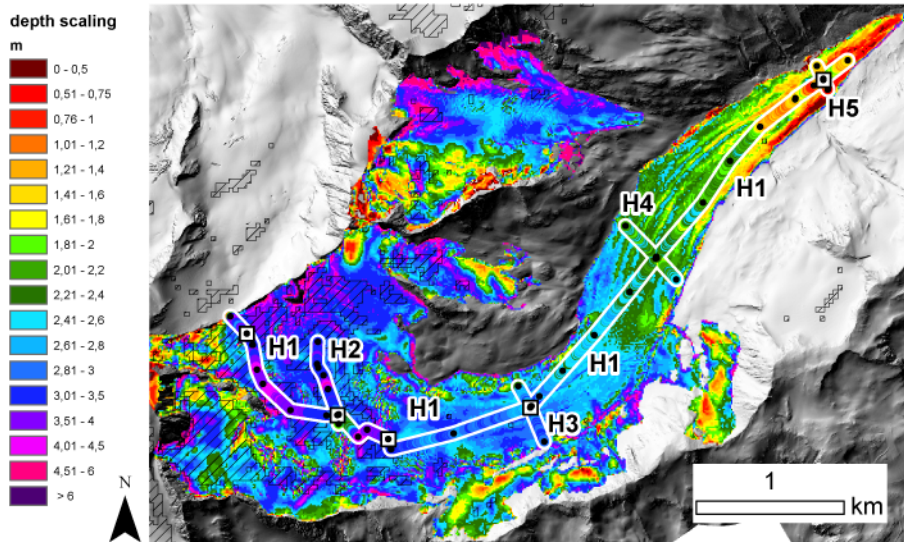 depth scaling
m
0 - 0,5
0,51 - 0,75
0,76 - 1
1,01 - 1,2
1,21 - 1,4
1,41 - 1,6
1,61 - 1,8
1,81 - 2
2,01 - 2,2
2,21 - 2,4
2,41 - 2,6
2,61 - 2,8
2,81 - 3
3,01 - 3,5
3,51 - 4
4,01 - 4,5
4,51 - 6
> 6
N
H5
H1
H4
H1
H2
H1
H1
H3
1
km